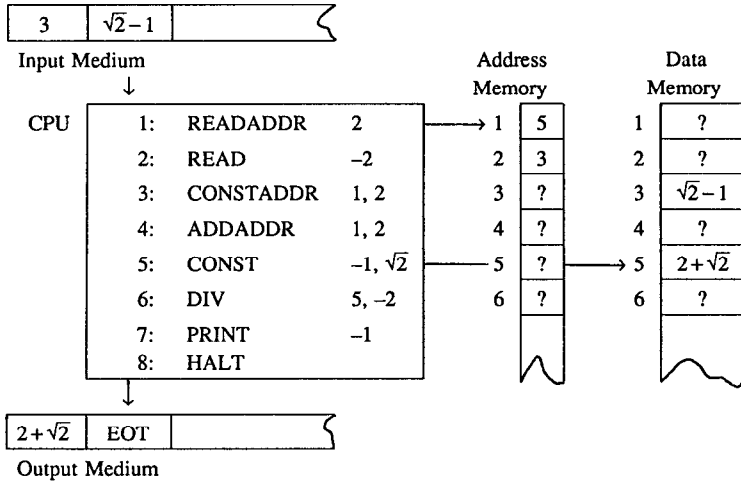 3 √2−1
Input Medium
Address Memory
Data Memory
CPU
1: READADDR 2
2: READ −2
3: CONSTADDR 1, 2
4: ADDADDR 1, 2
5: CONST −1, √2
6: DIV 5, −2
7: PRINT −1
8: HALT
1 5
2 3
3 ?
4 ?
5 ?
6 ?
1 ?
2 ?
3 √2−1
4 ?
5 2+√2
6 ?
2+√2 EOT
Output Medium